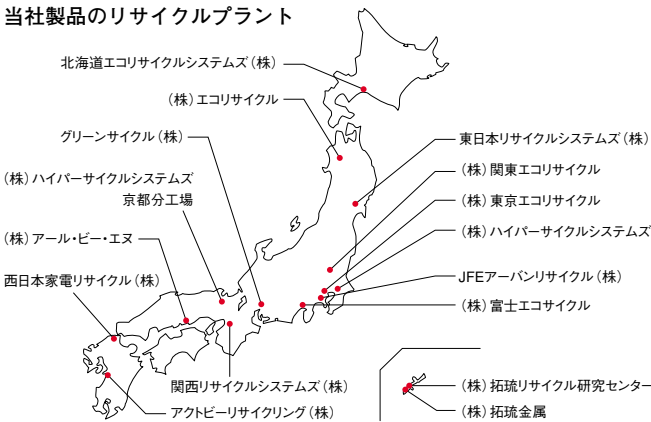 当社製品のリサイクルプラント
北海道エコリサイクルシステムズ(株)
(株)エコリサイクル
グリーンサイクル(株)
(株)ハイパーサイクルシステムズ
京都分工場
(株)アール・ビー・エヌ
西日本家電リサイクル(株)
関西リサイクルシステムズ(株)
アクトビーリサイクリング(株)
東日本リサイクルシステムズ(株)
(株)関東エコリサイクル
(株)東京エコリサイクル
(株)ハイパーサイクルシステムズ
JFEアーバンリサイクル(株)
(株)富士エコサイクル
(株)拓琉リサイクル研究センター
(株)拓琉金属